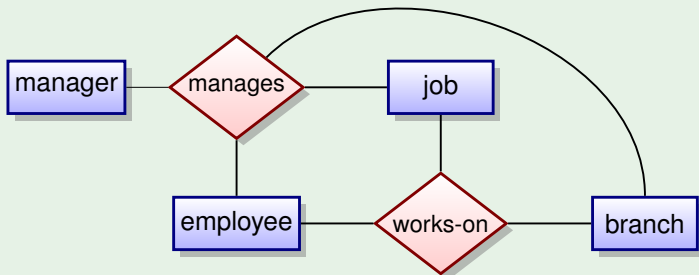 manager
manages
job
employee
works-on
branch